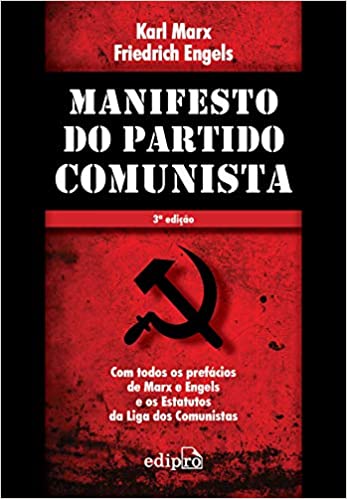 Karl Marx
Friedrich Engels
MANIFESTO
DO PARTIDO
COMUNISTA
3ª edição
Com todos os prefácios
de Marx e Engels
e os Estatutos
da Liga dos Comunistas
edipro